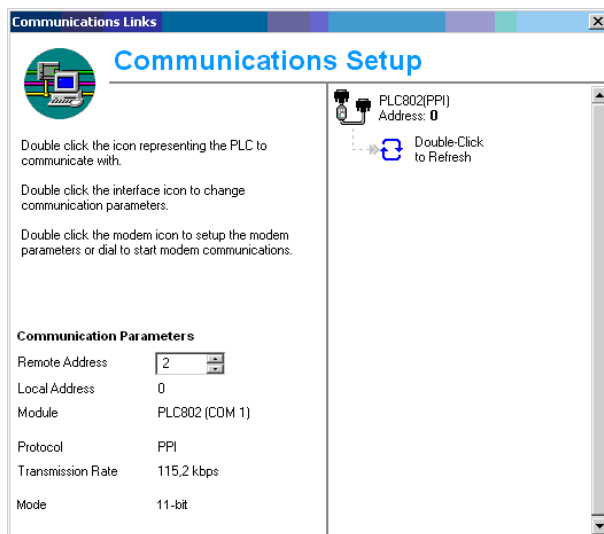 Communications Links
Communications Setup
Double click the icon representing the PLC to
communicate with.
Double click the interface icon to change
communication parameters.
Double click the modem icon to setup the modem
parameters or dial to start modem communications.
Communication Parameters
Remote Address 2
Local Address 0
Module PLC802 (COM 1)
Protocol PPI
Transmission Rate 115,2 kbps
Mode 11-bit
PLC802(PPI)
Address: 0
Double-Click
to Refresh